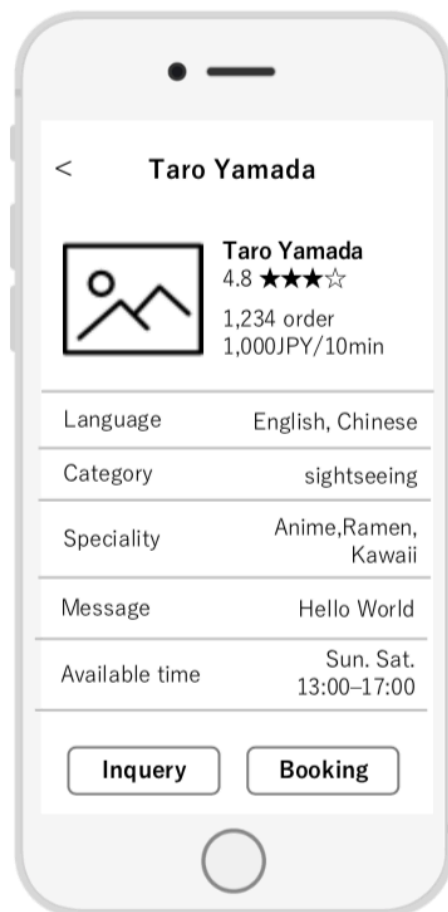 < Taro Yamada
Taro Yamada
4.8 ★★★☆
1,234 order
1,000JPY/10min
Language English, Chinese
Category sightseeing
Speciality Anime,Ramen,
Kawaii
Message Hello World
Available time Sun. Sat.
13:00–17:00
Inquery Booking